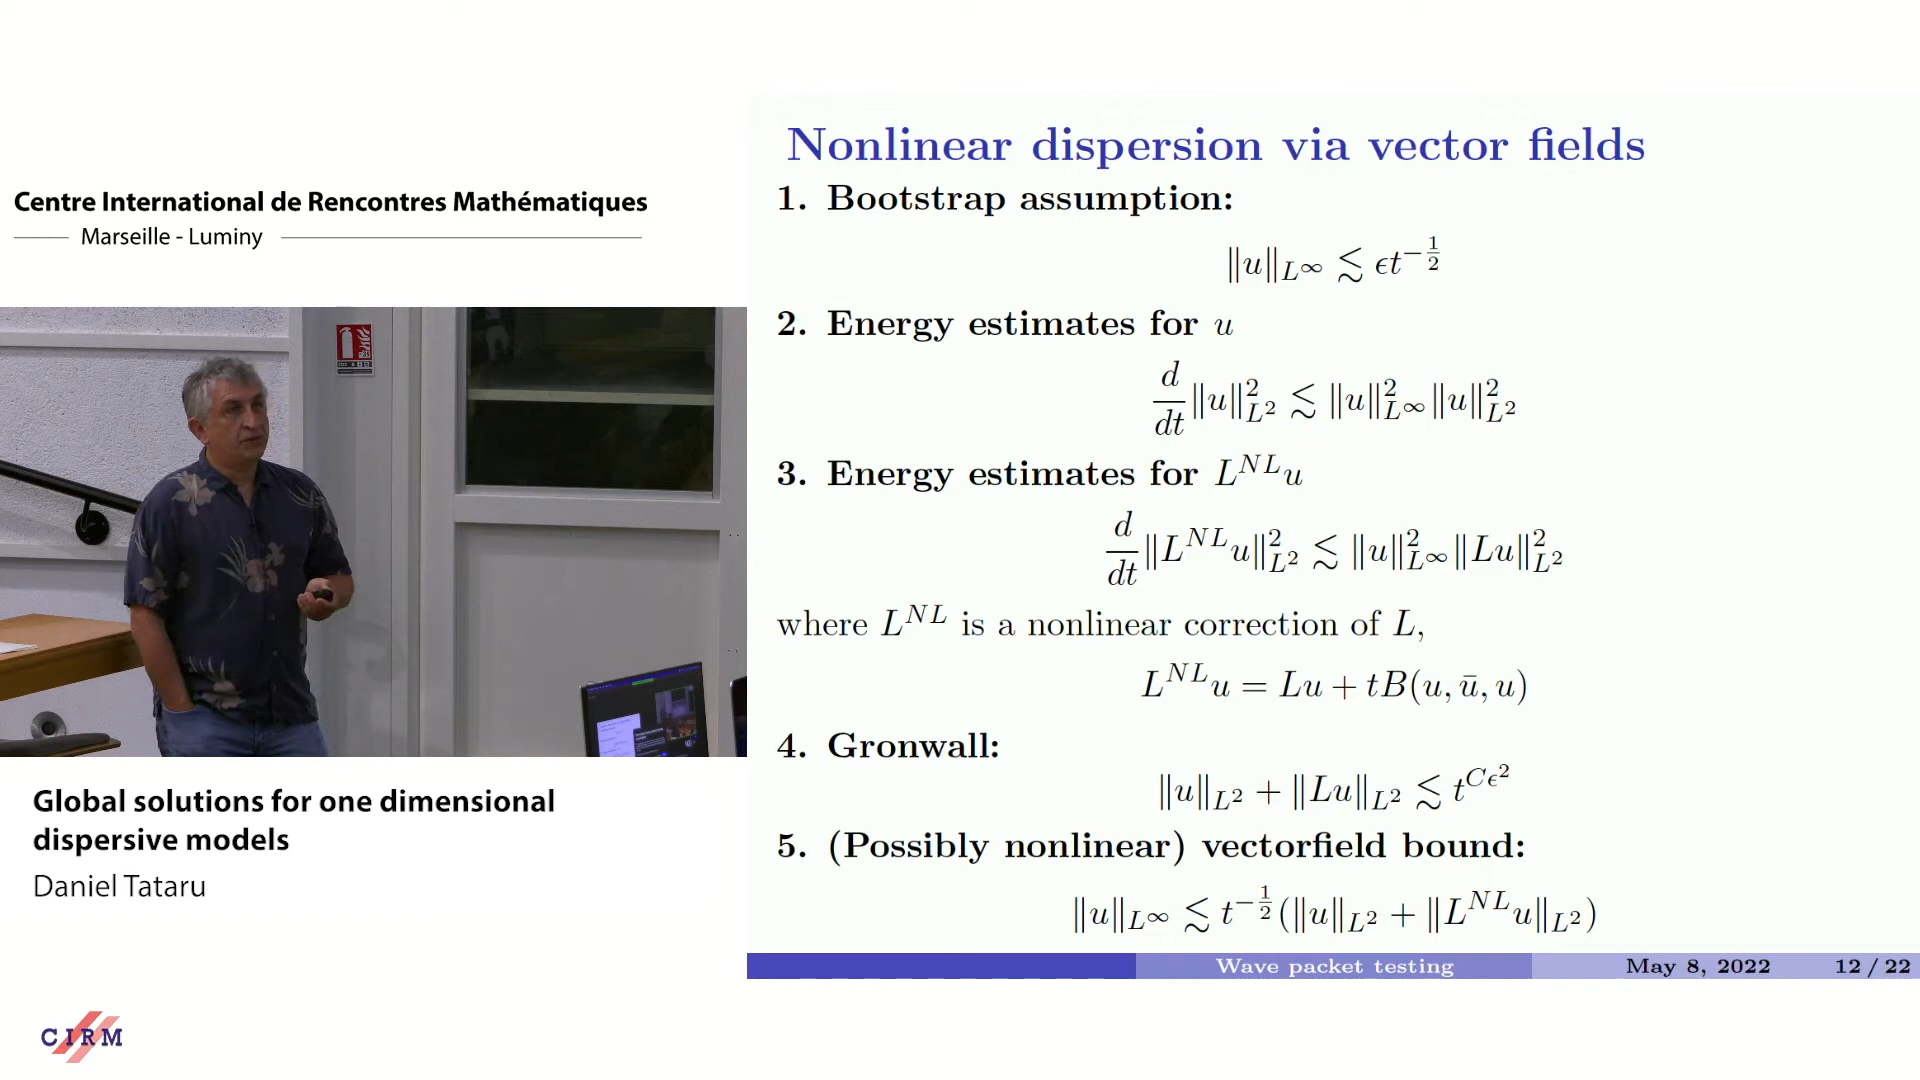 Centre International de Rencontres Mathématiques
Marseille - Luminy
Global solutions for one dimensional
dispersive models
Daniel Tataru
CIRM
Nonlinear dispersion via vector fields
1. Bootstrap assumption:
‖u‖_{L^∞} ≲ ϵt^{-\frac{1}{2}}
2. Energy estimates for u
\frac{d}{dt}‖u‖²_{L²} ≲ ‖u‖²_{L^∞}‖u‖²_{L²}
3. Energy estimates for L^{NL}u
\frac{d}{dt}‖L^{NL}u‖²_{L²} ≲ ‖u‖²_{L^∞}‖Lu‖²_{L²}
where L^{NL} is a nonlinear correction of L,
L^{NL}u = Lu + tB(u, ū, u)
4. Gronwall:
‖u‖_{L²} + ‖Lu‖_{L²} ≲ t^{Cϵ²}
5. (Possibly nonlinear) vectorfield bound:
‖u‖_{L^∞} ≲ t^{-\frac{1}{2}}(‖u‖_{L²} + ‖L^{NL}u‖_{L²})
Wave packet testing May 8, 2022 12 / 22